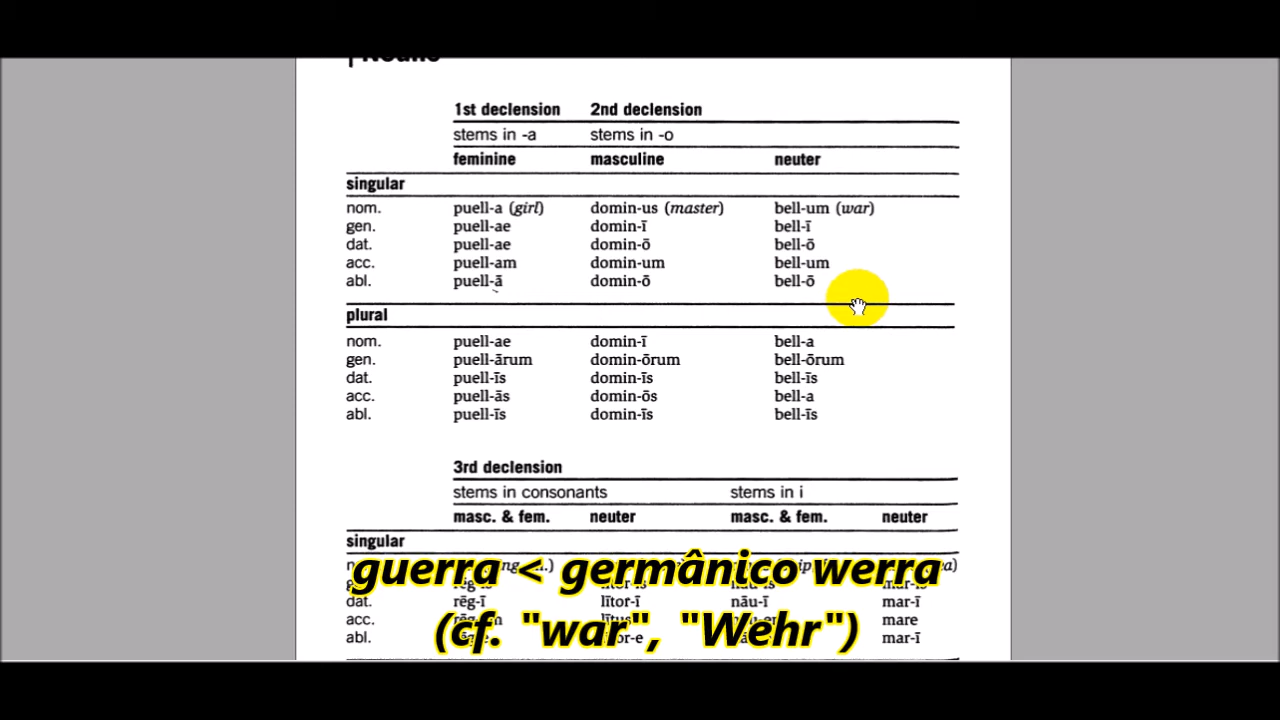 1st declension 2nd declension
stems in -a stems in -o
feminine masculine neuter
singular
nom. puell-a (girl) domin-us (master) bell-um (war)
gen. puell-ae domin-ī bell-ī
dat. puell-ae domin-ō bell-ō
acc. puell-am domin-um bell-um
abl. puell-ā domin-ō bell-ō
plural
nom. puell-ae domin-ī bell-a
gen. puell-ārum domin-ōrum bell-ōrum
dat. puell-īs domin-īs bell-īs
acc. puell-ās domin-ōs bell-a
abl. puell-īs domin-īs bell-īs
3rd declension
stems in consonants stems in i
masc. & fem. neuter masc. & fem. neuter
singular
guerra < germânico werra
dat. rēg-ī lītor-ī nāu-ī mar-ī
acc. mare
(cf. "war", "Wehr")
abl. mar-ī